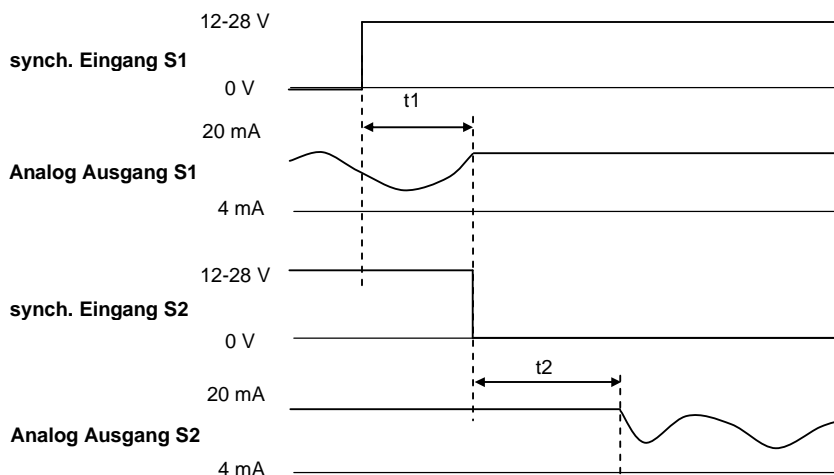 12-28 V
synch. Eingang S1
0 V
t1
20 mA
Analog Ausgang S1
4 mA
12-28 V
synch. Eingang S2
0 V
t2
20 mA
Analog Ausgang S2
4 mA